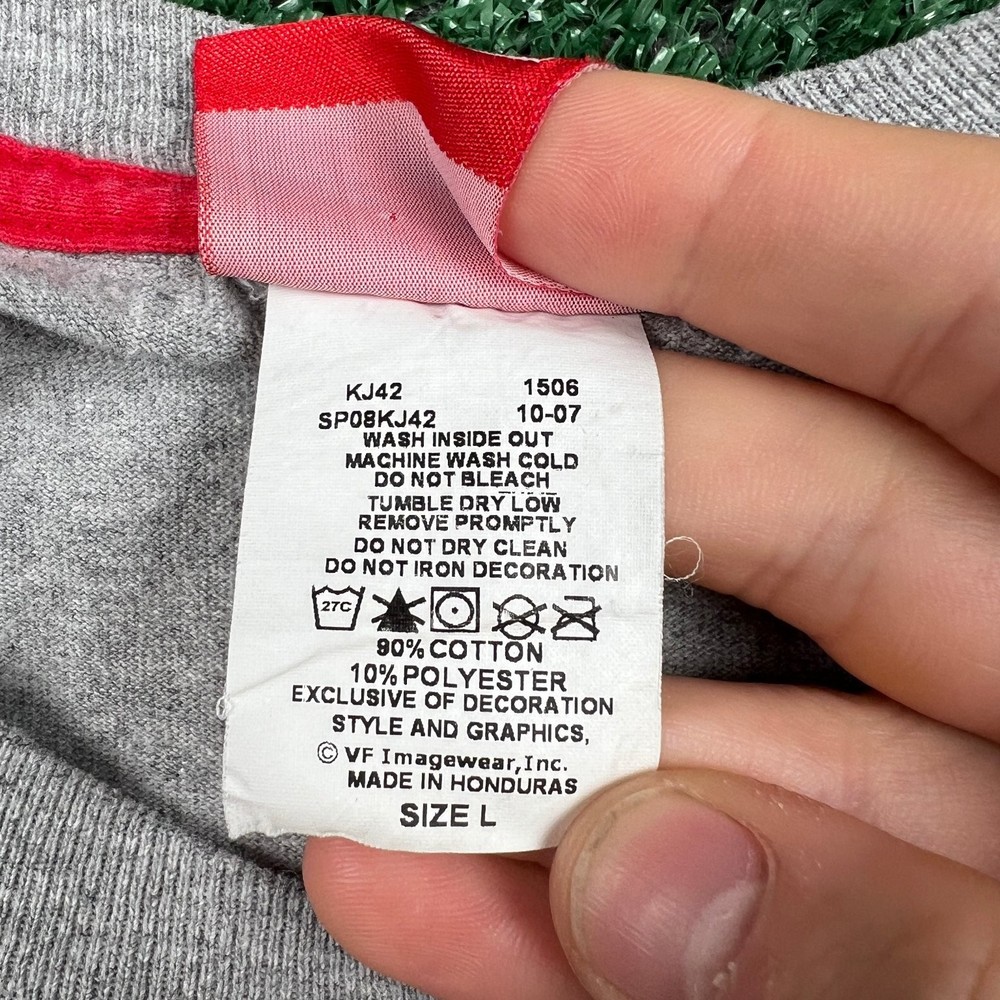 KJ42 1506
SP08KJ42 10-07
WASH INSIDE OUT
MACHINE WASH COLD
DO NOT BLEACH
TUMBLE DRY LOW
REMOVE PROMPTLY
DO NOT DRY CLEAN
DO NOT IRON DECORATION
27C
90% COTTON
10% POLYESTER
EXCLUSIVE OF DECORATION
STYLE AND GRAPHICS,
© VF Imagewear,Inc.
MADE IN HONDURAS
SIZE L